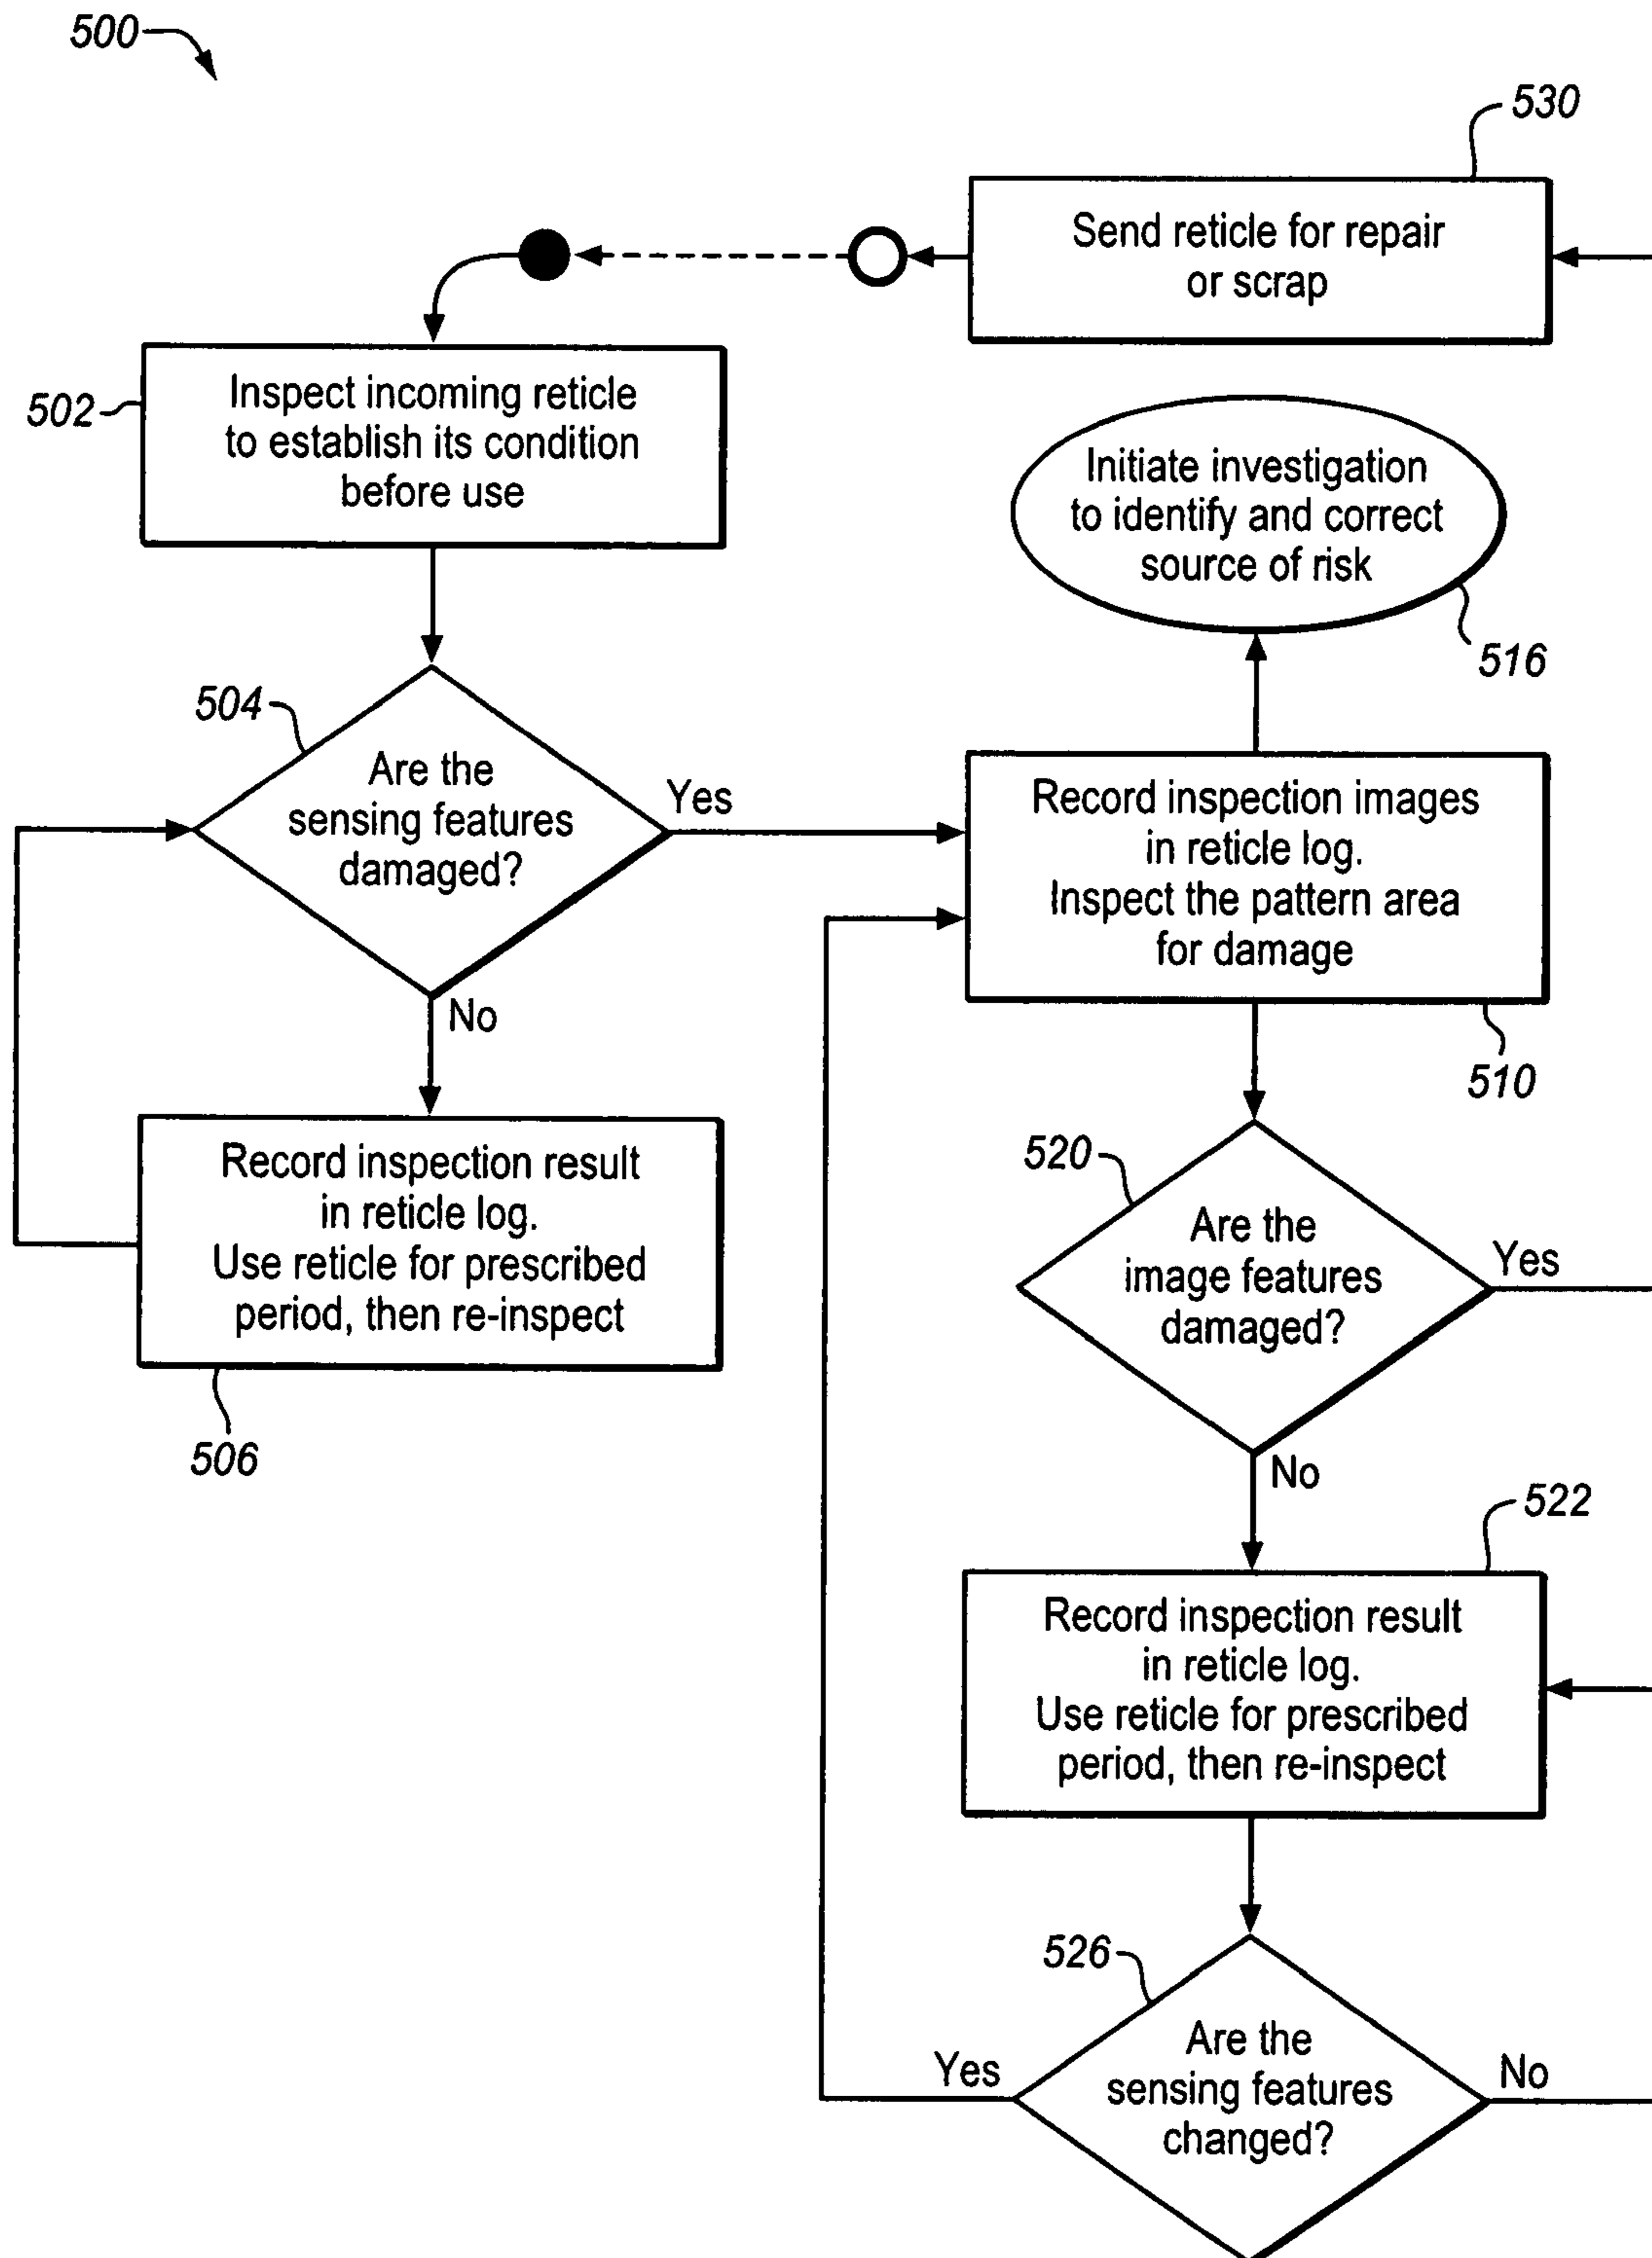 500
530
Send reticle for repair
or scrap
502
Inspect incoming reticle
to establish its condition
before use
Initiate investigation
to identify and correct
source of risk
516
504
Are the
sensing features
damaged?
Yes
No
Record inspection images
in reticle log.
Inspect the pattern area
for damage
510
Record inspection result
in reticle log.
Use reticle for prescribed
period, then re-inspect
506
520
Are the
image features
damaged?
Yes
No
522
Record inspection result
in reticle log.
Use reticle for prescribed
period, then re-inspect
526
Are the
sensing features
changed?
Yes
No